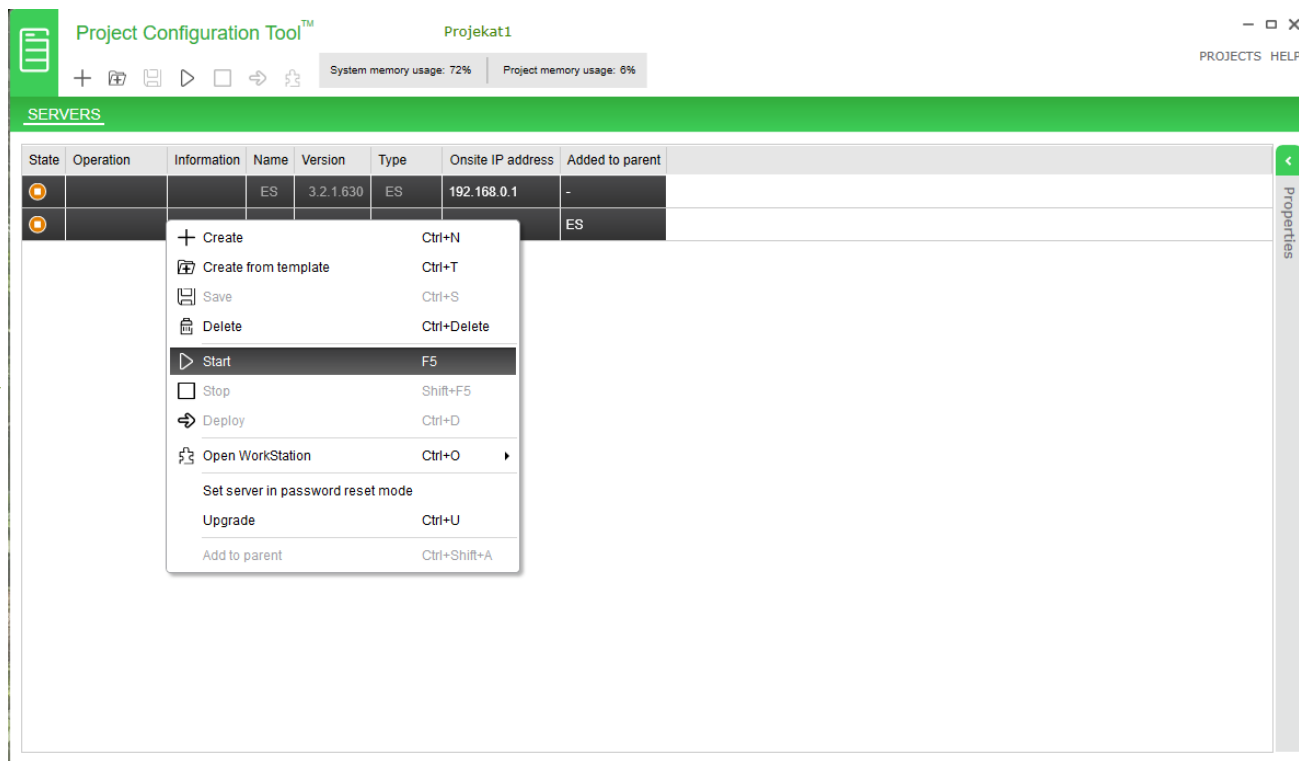 Project Configuration Tool™
Projekat1
PROJECTS HELP
System memory usage: 72% Project memory usage: 6%
SERVERS
State Operation Information Name Version Type Onsite IP address Added to parent
ES 3.2.1.630 ES 192.168.0.1 -
ES
Properties
Create Ctrl+N
Create from template Ctrl+T
Save Ctrl+S
Delete Ctrl+Delete
Start F5
Stop Shift+F5
Deploy Ctrl+D
Open WorkStation Ctrl+O
Set server in password reset mode
Upgrade Ctrl+U
Add to parent Ctrl+Shift+A